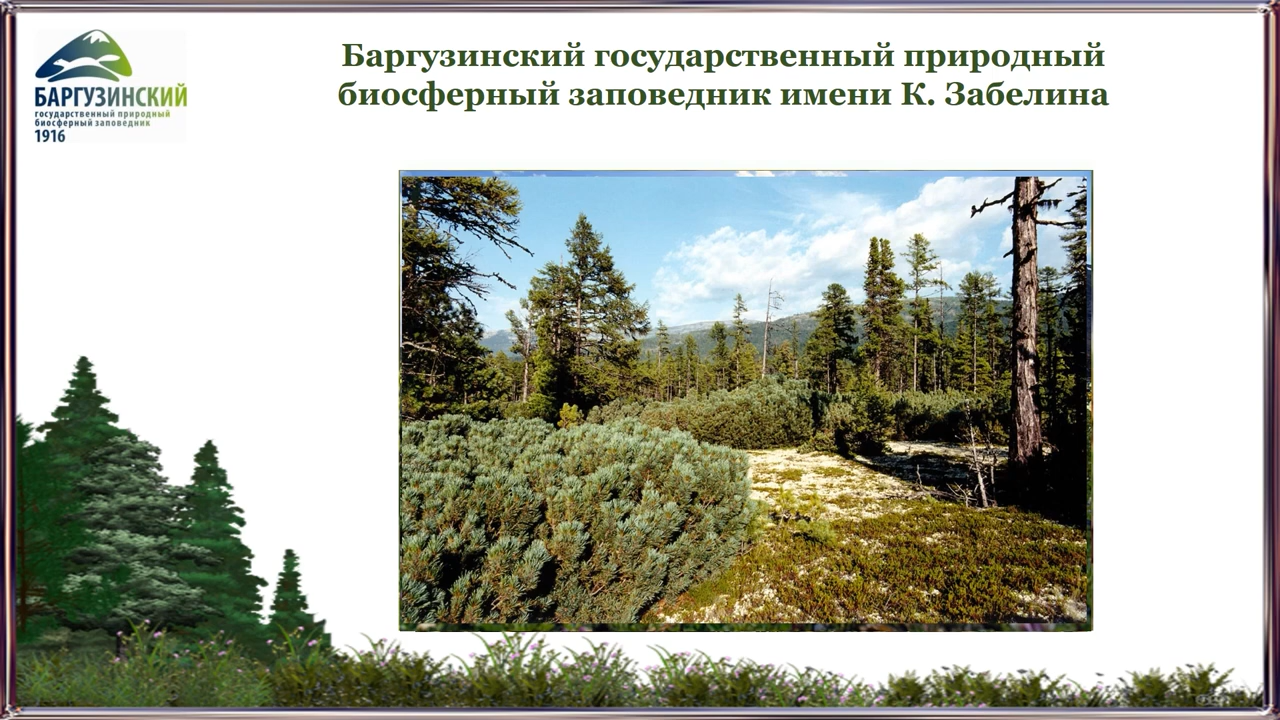 Баргузинский государственный природный
биосферный заповедник имени К. Забелина
БАРГУЗИНСКИЙ
государственный природный
биосферный заповедник
1916